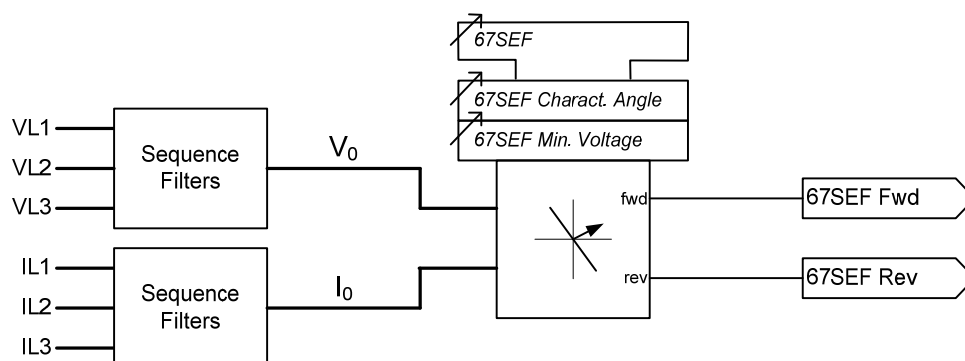 67SEF
67SEF Charact. Angle
67SEF Min. Voltage
VL1
VL2
VL3
Sequence
Filters
V0
IL1
IL2
IL3
Sequence
Filters
I0
fwd
rev
67SEF Fwd
67SEF Rev